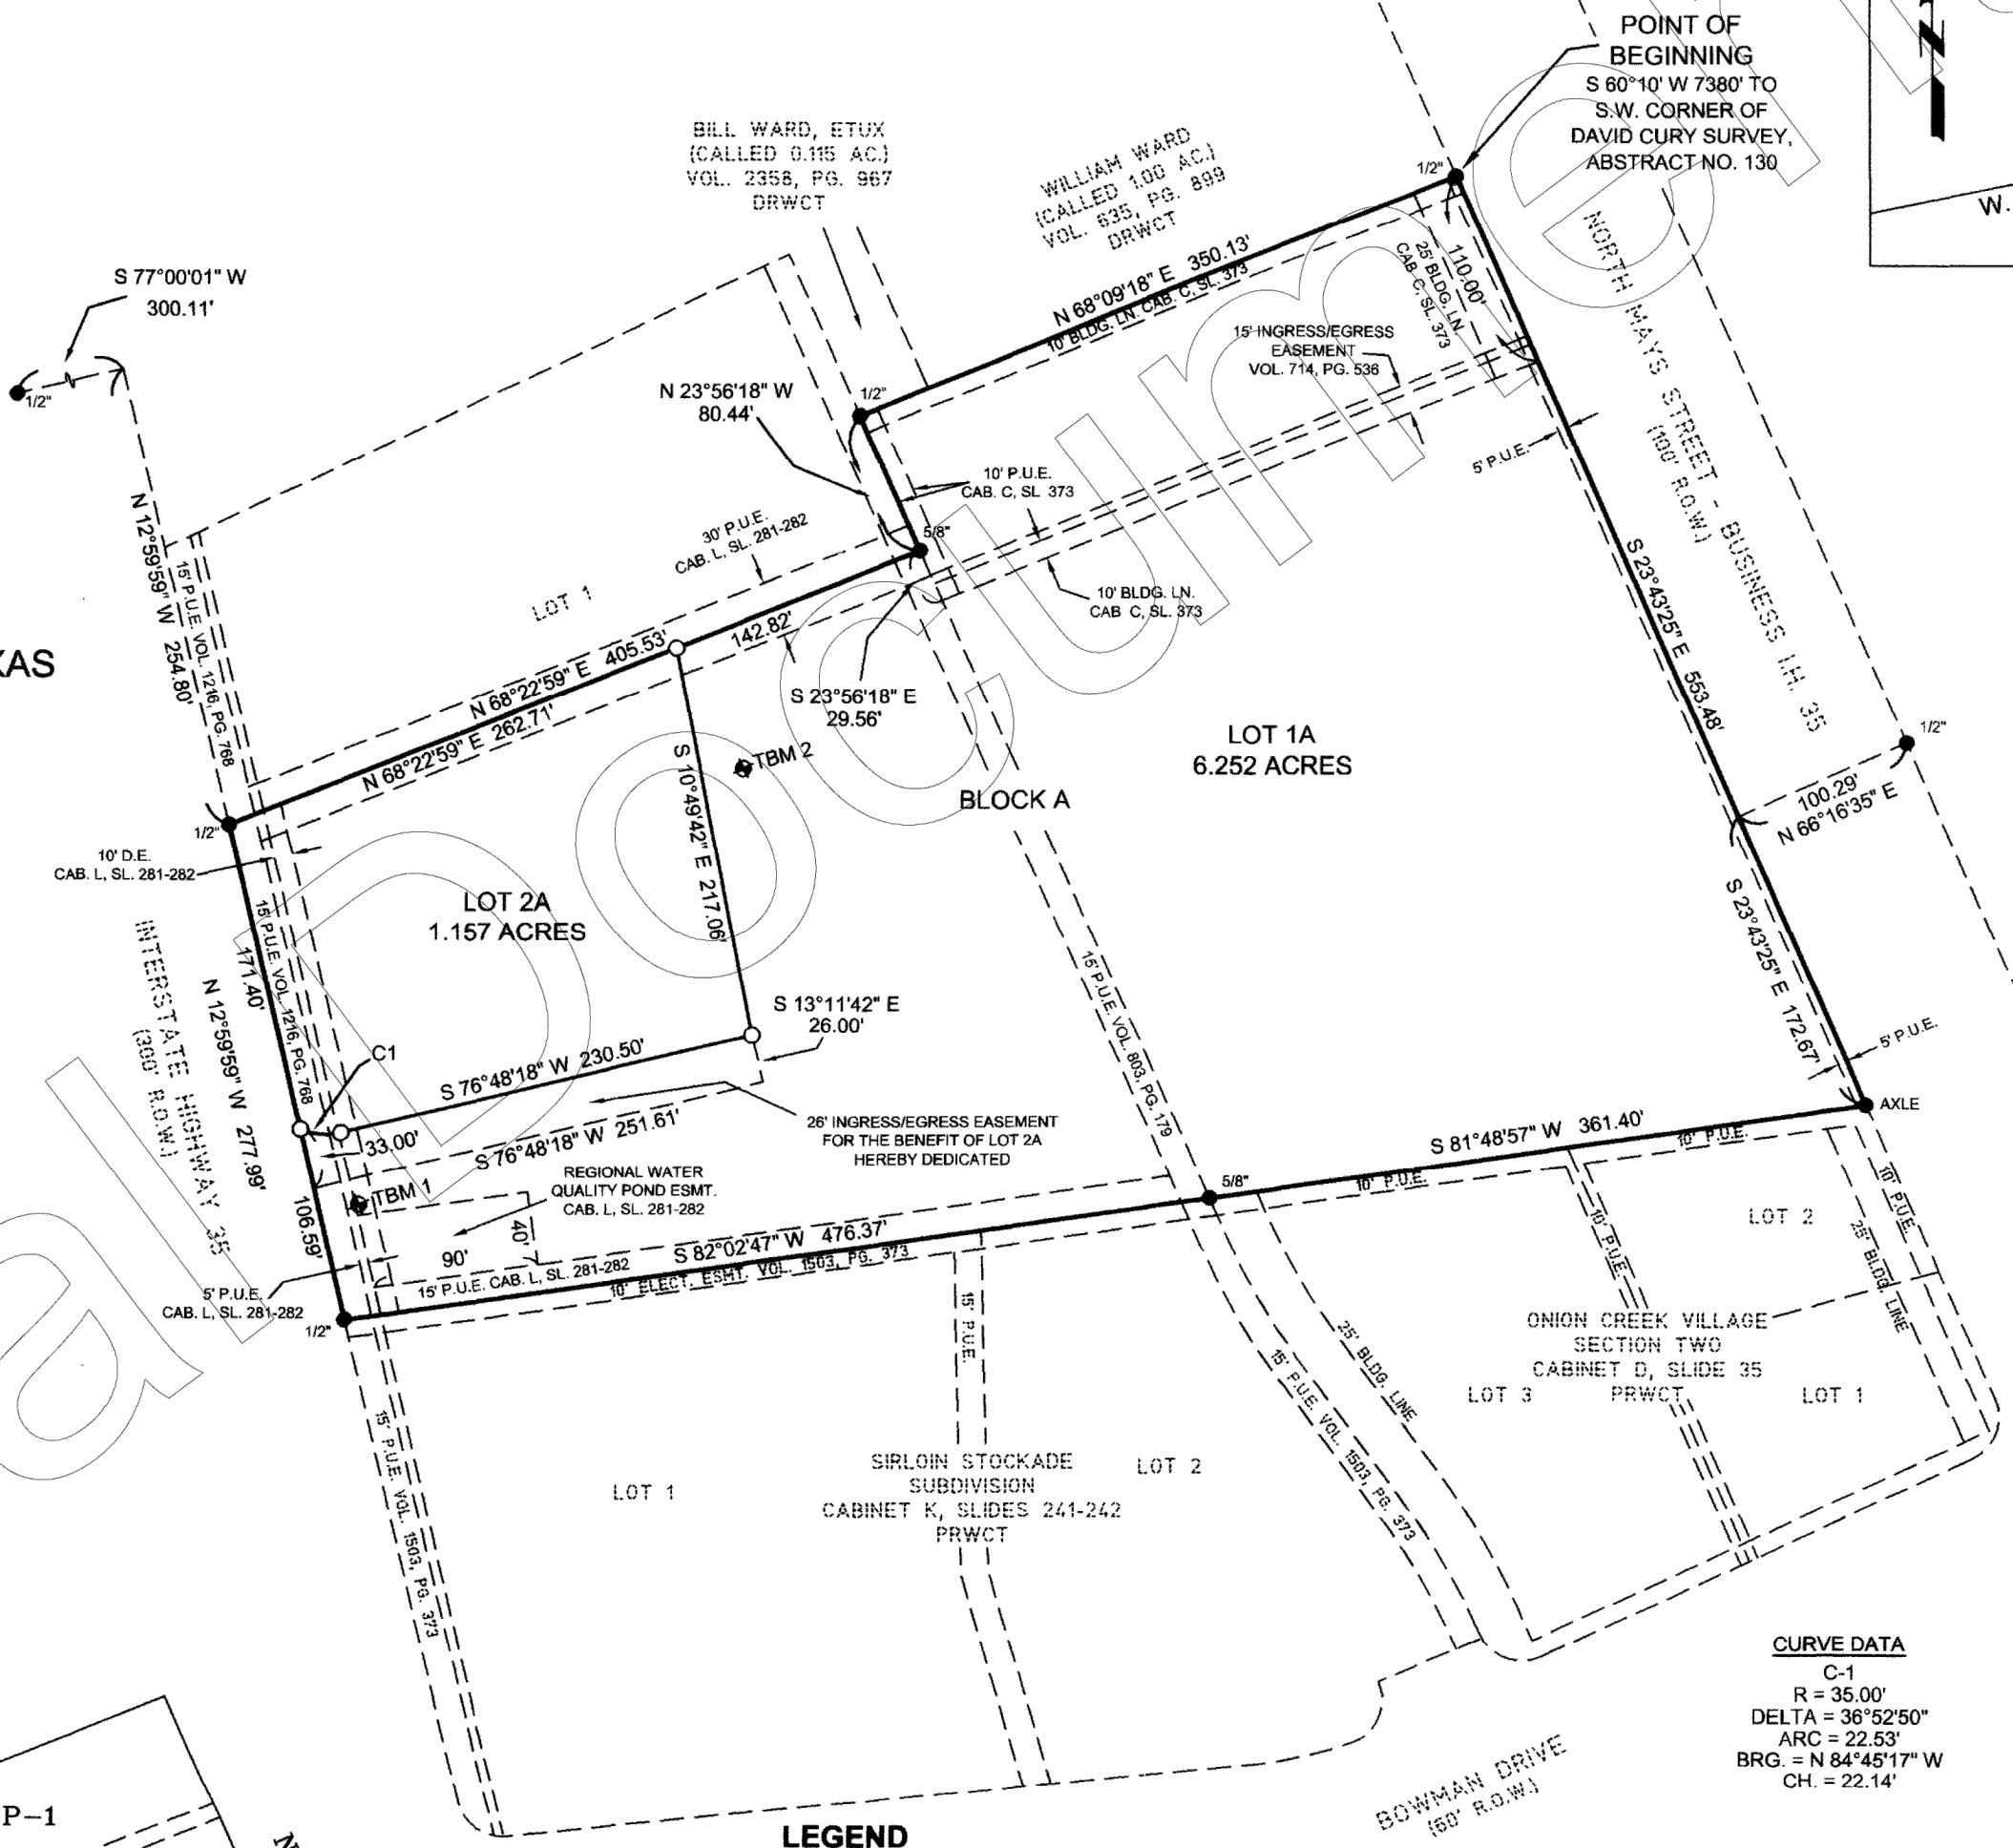 POINT OF
BEGINNING
S 60°10' W 7380' TO
S.W. CORNER OF
DAVID CURY SURVEY,
ABSTRACT NO. 130
W.
BILL WARD, ETUX
(CALLED 0.115 AC.)
VOL. 2358, PG. 967
DRWCT
WILLIAM WARD
(CALLED 1.00 AC.)
VOL. 635, PG. 899
DRWCT
1/2"
S 77°00'01" W
300.11'
1/2"
N 68°09'18" E 350.13'
10' BLDG. LN. CAB. C, SL. 373
110.00'
25' BLDG. LN.
CAB. C, SL. 373
15' INGRESS/EGRESS
EASEMENT
VOL. 714, PG. 536
NORTH MAYS STREET - BUSINESS I.H. 35
(100' R.O.W.)
N 23°56'18" W
80.44'
1/2"
5' P.U.E.
10' P.U.E.
CAB. C, SL 373
30' P.U.E.
CAB. L, SL. 281-282
5/8"
N 12°59'59" W 254.80'
15' P.U.E. VOL. 1216, PG. 768
LOT 1
10' BLDG. LN.
CAB C, SL. 373
S 23°43'25" E 553.48'
XAS
N 68°22'59" E 405.53'
142.82'
N 68°22'59" E 262.71'
S 23°56'18" E
29.56'
S 10°49'42" E 217.06'
TBM 2
LOT 1A
6.252 ACRES
BLOCK A
1/2"
100.29'
N 66°16'35" E
1/2"
10' D.E.
CAB. L, SL. 281-282
LOT 2A
1.157 ACRES
S 23°43'25" E 172.67'
171.40'
15' P.U.E. VOL. 1216, PG. 768
INTERSTATE HIGHWAY 35
(300' R.O.W.)
N 12°59'59" W 277.99'
S 13°11'42" E
26.00'
15' P.U.E. VOL. 803, PG. 179
5' P.U.E.
C1
S 76°48'18" W 230.50'
33.00'
S 76°48'18" W 251.61'
26' INGRESS/EGRESS EASEMENT
FOR THE BENEFIT OF LOT 2A
HEREBY DEDICATED
AXLE
S 81°48'57" W 361.40'
10' P.U.E.
10' P.U.E.
REGIONAL WATER
QUALITY POND ESMT.
CAB. L, SL. 281-282
TBM 1
106.59'
40'
90'
5/8"
S 82°02'47" W 476.37'
15' P.U.E. CAB. L, SL. 281-282
10' ELECT. ESMT. VOL. 1503, PG. 373
5' P.U.E.
CAB. L, SL. 281-282
1/2"
10' P.U.E.
10' P.U.E.
LOT 2
25' BLDG. LINE
15' P.U.E.
25' BLDG. LINE
15' P.U.E. VOL. 1503, PG. 373
ONION CREEK VILLAGE
SECTION TWO
CABINET D, SLIDE 35
PRWCT
LOT 3
LOT 1
15' P.U.E. VOL. 1503, PG. 373
LOT 1
SIRLOIN STOCKADE
SUBDIVISION
CABINET K, SLIDES 241-242
PRWCT
LOT 2
CURVE DATA
C-1
R = 35.00'
DELTA = 36°52'50"
ARC = 22.53'
BRG. = N 84°45'17" W
CH. = 22.14'
BOWMAN DRIVE
(60' R.O.W.)
P-1
N
LEGEND
al Document